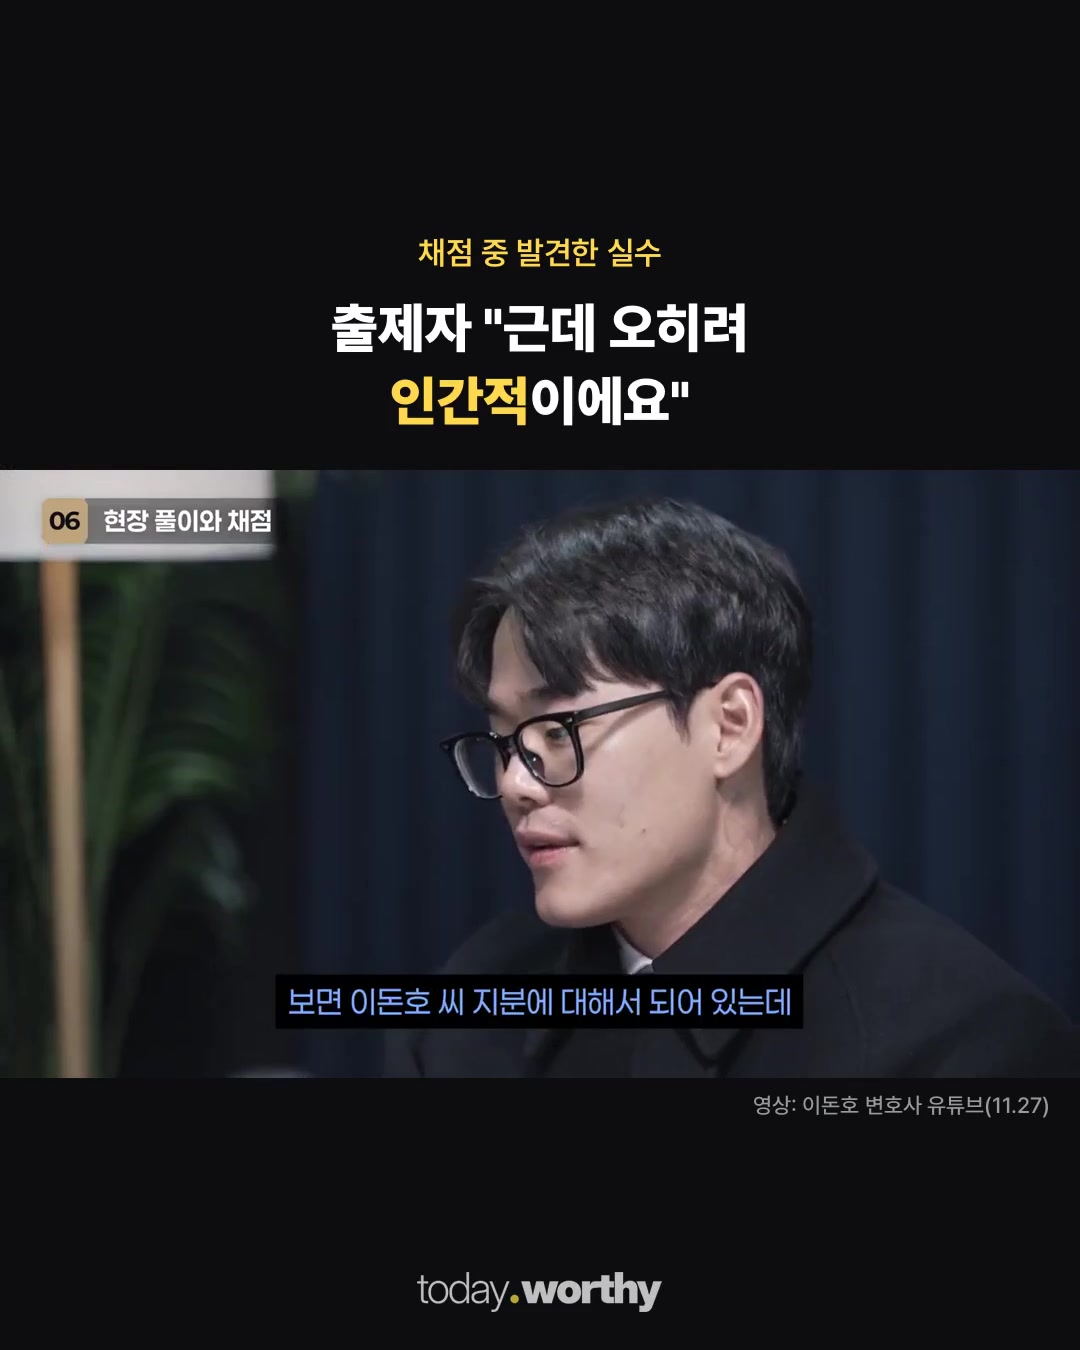 채점 중 발견한 실수
출제자 "근데 오히려
인간적이에요"
06 현장 풀이와 채점
보면 이돈호 씨 지분에 대해서 되어 있는데
영상: 이돈호 변호사 유튜브(11.27)
today.worthy